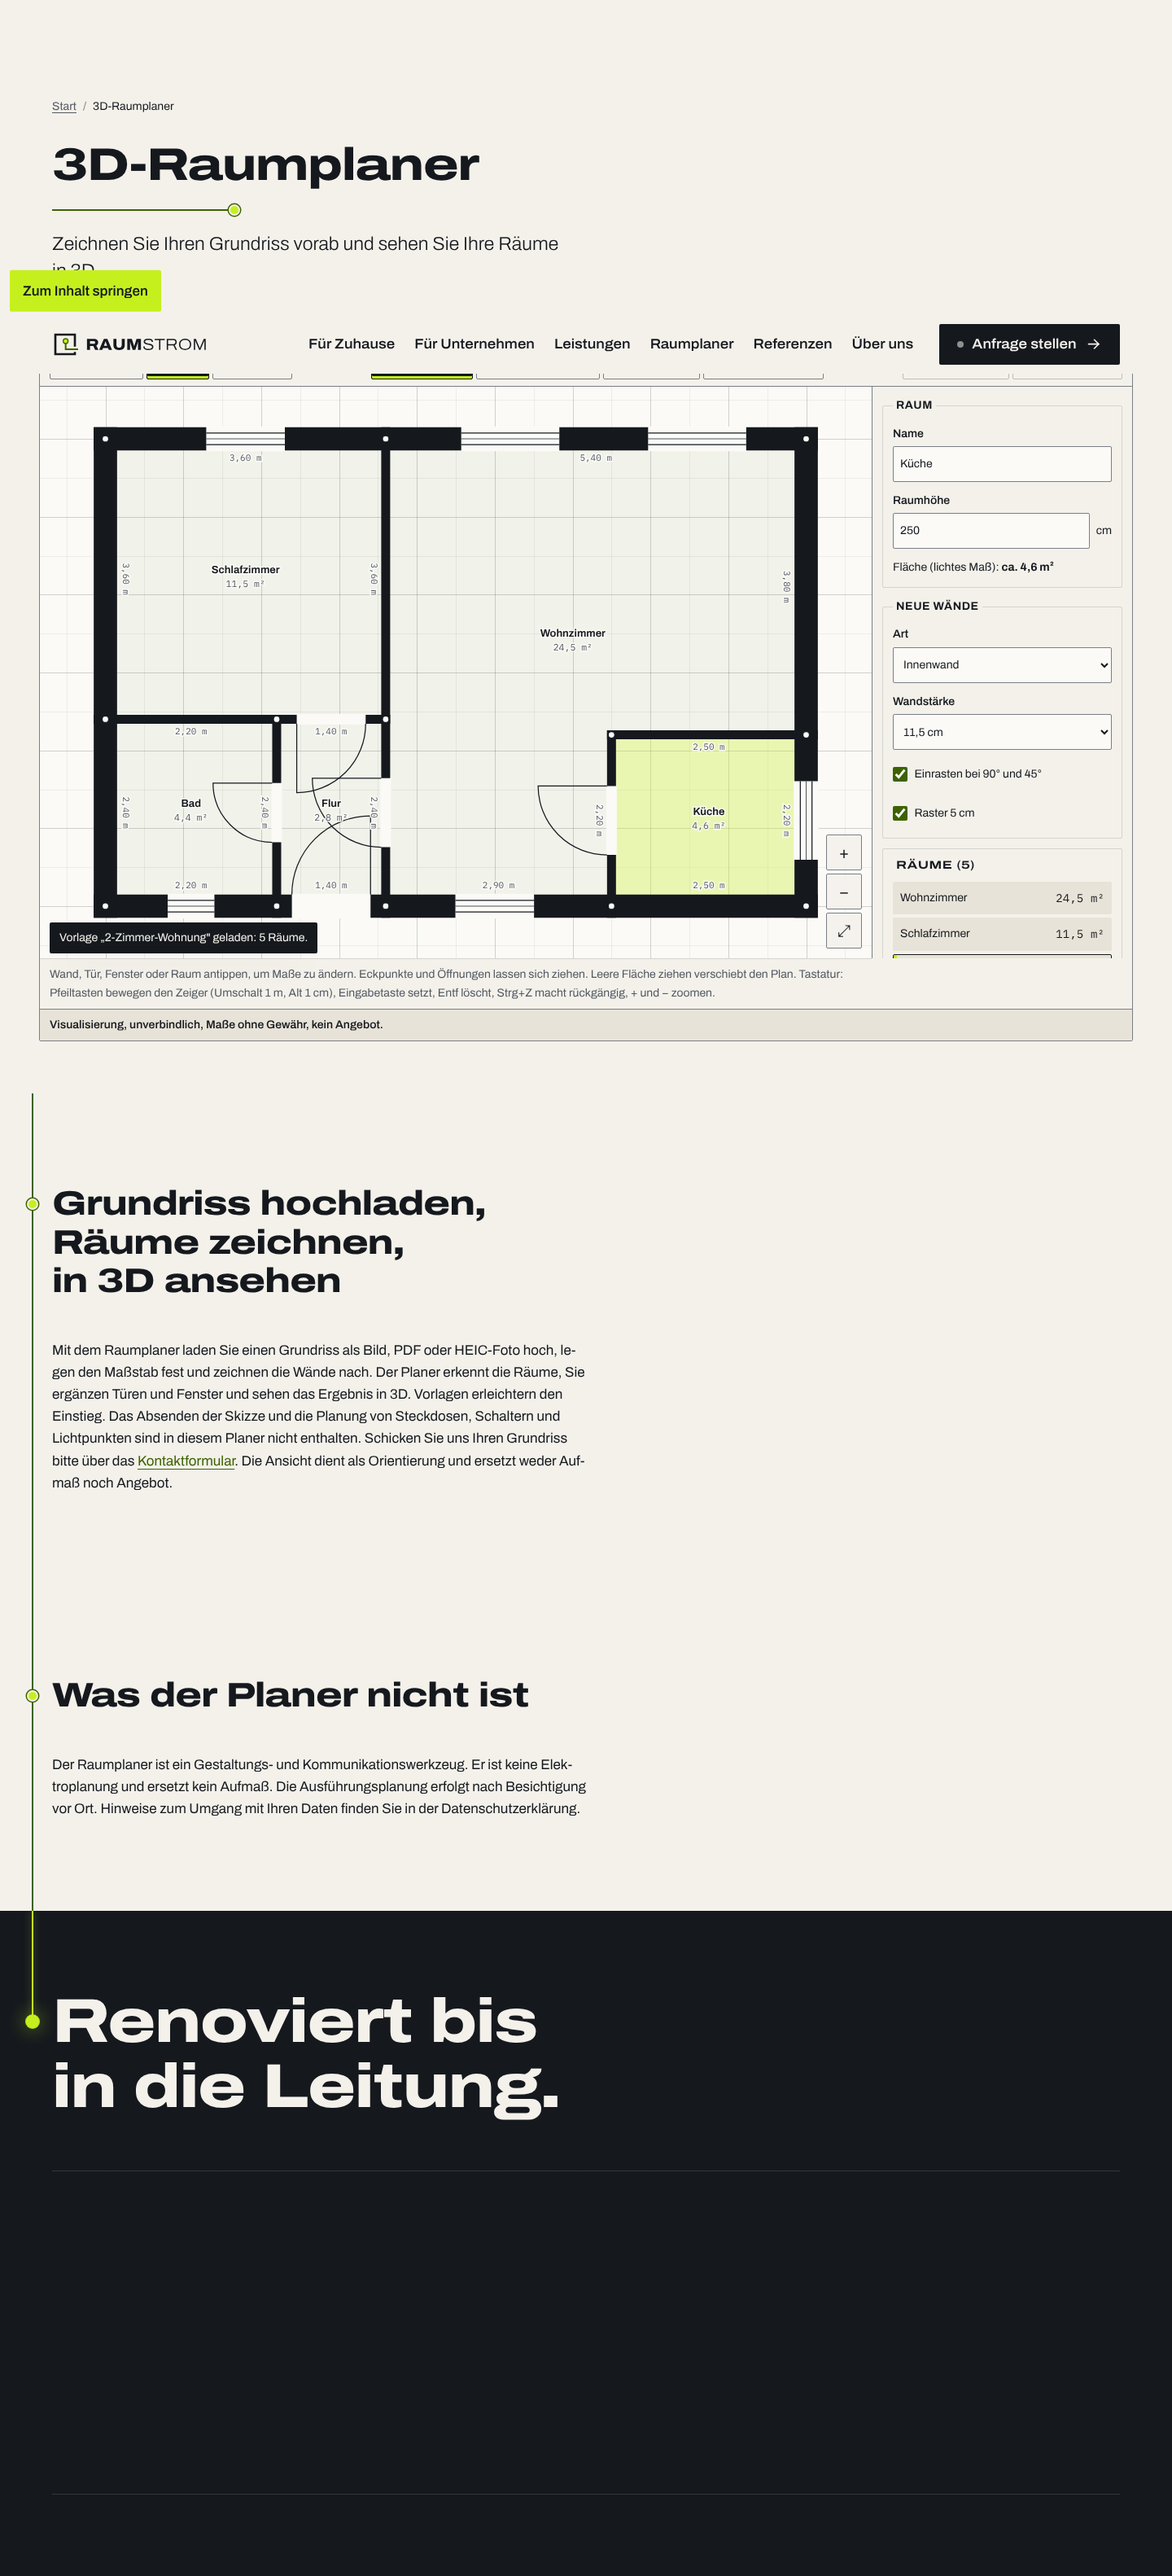 Start / 3D-Raumplaner
3D-Raumplaner
Zeichnen Sie Ihren Grundriss vorab und sehen Sie Ihre Räume
in 3D
Zum Inhalt springen
RAUMSTROM
Für Zuhause
Für Unternehmen
Leistungen
Raumplaner
Referenzen
Über uns
Anfrage stellen
3,60 m
5,40 m
3,60 m
Schlafzimmer
11,5 m²
3,60 m
3,80 m
Wohnzimmer
24,5 m²
2,20 m
1,40 m
2,50 m
2,40 m
Bad
4,4 m²
2,40 m
Flur
2,8 m²
2,40 m
2,20 m
Küche
4,6 m²
2,20 m
2,20 m
1,40 m
2,90 m
2,50 m
+
−
Vorlage „2-Zimmer-Wohnung" geladen: 5 Räume.
RAUM
Name
Küche
Raumhöhe
250
cm
Fläche (lichtes Maß): ca. 4,6 m²
NEUE WÄNDE
Art
Innenwand
Wandstärke
11,5 cm
Einrasten bei 90° und 45°
Raster 5 cm
RÄUME (5)
Wohnzimmer 24,5 m²
Schlafzimmer 11,5 m²
Wand, Tür, Fenster oder Raum antippen, um Maße zu ändern. Eckpunkte und Öffnungen lassen sich ziehen. Leere Fläche ziehen verschiebt den Plan. Tastatur:
Pfeiltasten bewegen den Zeiger (Umschalt 1 m, Alt 1 cm), Eingabetaste setzt, Entf löscht, Strg+Z macht rückgängig, + und − zoomen.
Visualisierung, unverbindlich, Maße ohne Gewähr, kein Angebot.
Grundriss hochladen,
Räume zeichnen,
in 3D ansehen
Mit dem Raumplaner laden Sie einen Grundriss als Bild, PDF oder HEIC-Foto hoch, le-
gen den Maßstab fest und zeichnen die Wände nach. Der Planer erkennt die Räume, Sie
ergänzen Türen und Fenster und sehen das Ergebnis in 3D. Vorlagen erleichtern den
Einstieg. Das Absenden der Skizze und die Planung von Steckdosen, Schaltern und
Lichtpunkten sind in diesem Planer nicht enthalten. Schicken Sie uns Ihren Grundriss
bitte über das Kontaktformular. Die Ansicht dient als Orientierung und ersetzt weder Auf-
maß noch Angebot.
Was der Planer nicht ist
Der Raumplaner ist ein Gestaltungs- und Kommunikationswerkzeug. Er ist keine Elek-
troplanung und ersetzt kein Aufmaß. Die Ausführungsplanung erfolgt nach Besichtigung
vor Ort. Hinweise zum Umgang mit Ihren Daten finden Sie in der Datenschutzerklärung.
Renoviert bis
in die Leitung.